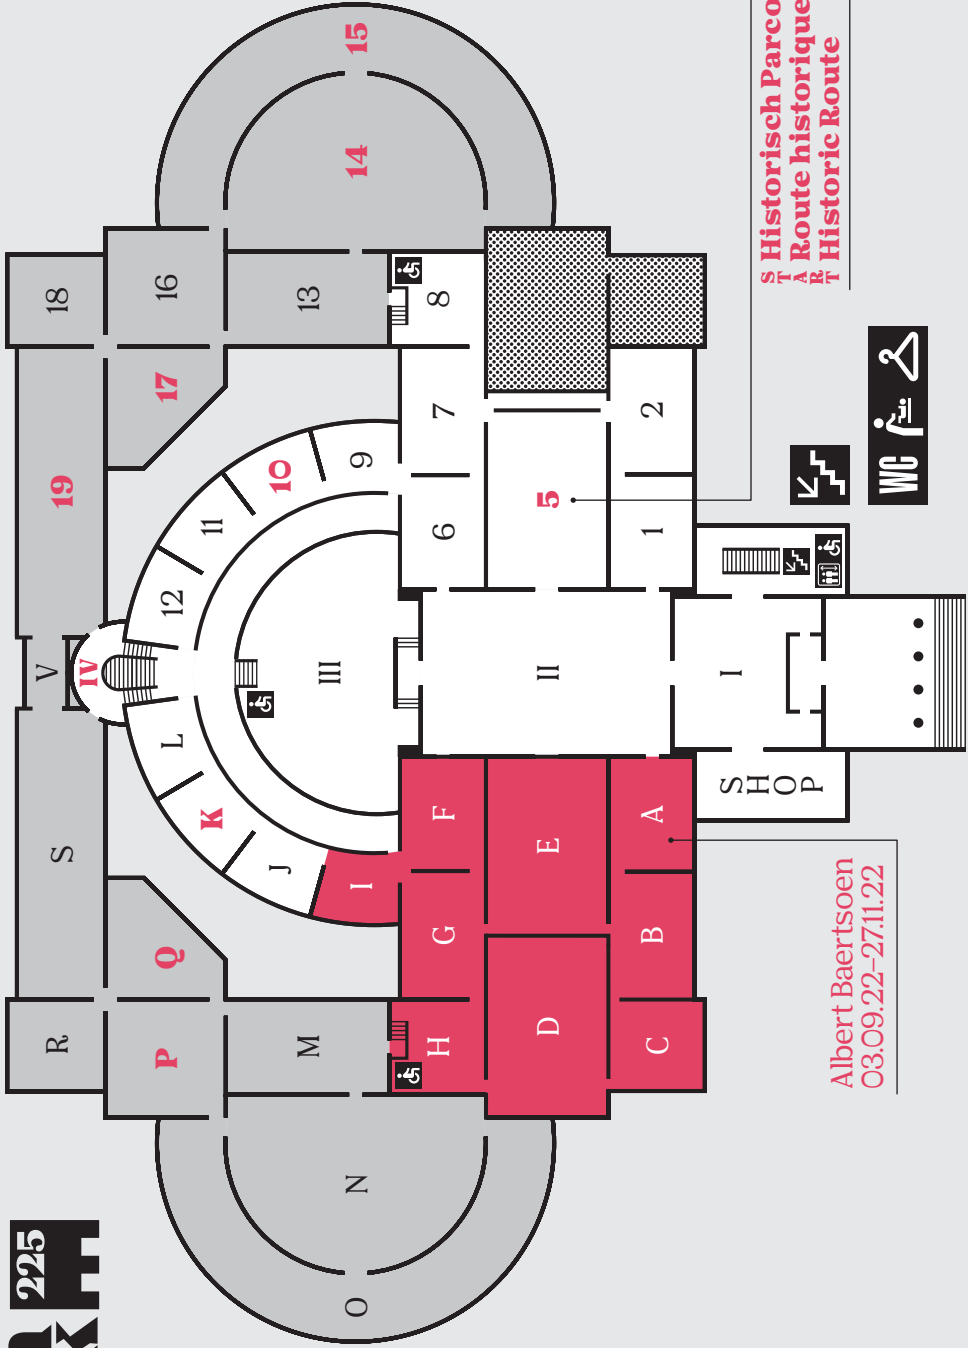 225
O
N
R
P
Q
M
H
D
C
S
G
B
I
J
K
L
F
E
A
SHOP
V
IV
III
II
I
12
11
10
9
6
5
1
7
2
8
19
17
18
16
13
14
15
WC
START
Historisch Parco
Route historique
Historic Route
Albert Baertsoen
03.09.22–27.11.22